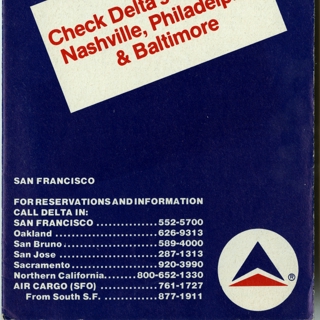 Check Delta's
Nashville, Philadelp
& Baltimore
SAN FRANCISCO
FOR RESERVATIONS AND INFORMATION
CALL DELTA IN:
SAN FRANCISCO ............... 552-5700
Oakland ......................... 626-9313
San Bruno ...................... 589-4000
San Jose ........................ 287-1313
Sacramento ..................... 920-3990
Northern California........ 800-652-1330
AIR CARGO (SFO) ............... 761-1727
From South S.F. ............... 877-1911
®